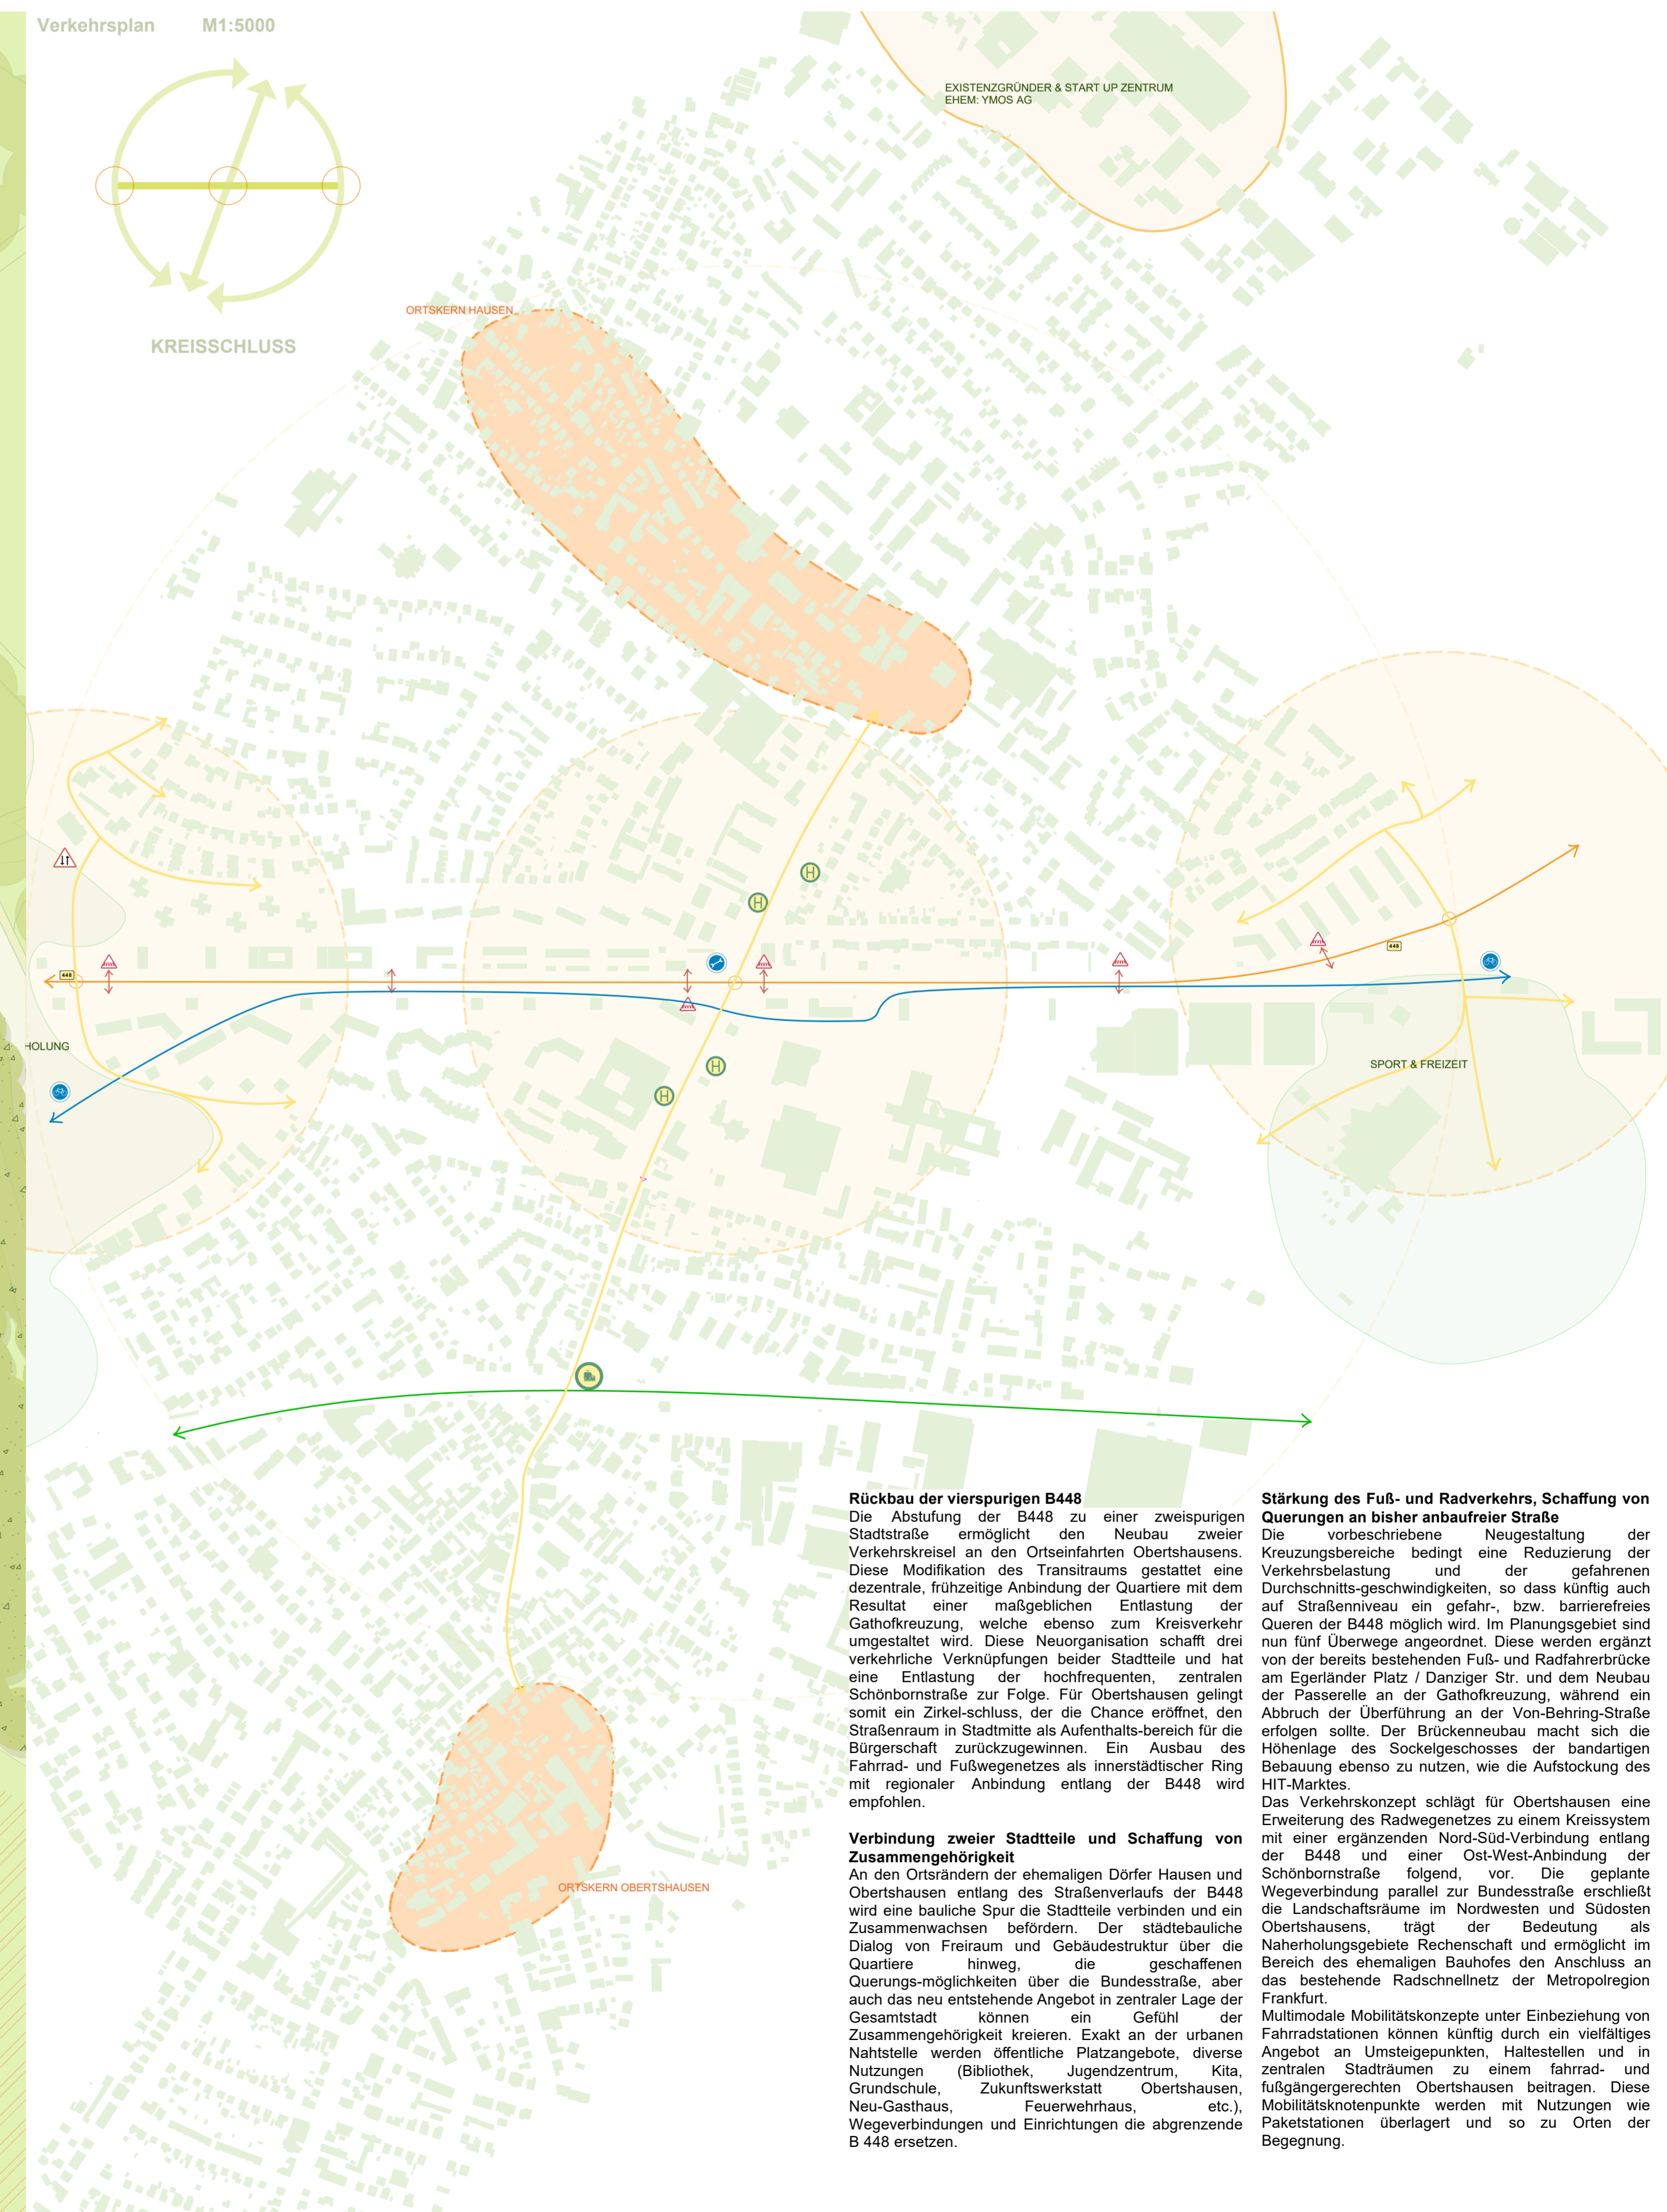 Verkehrsplan M1:5000
EXISTENZGRÜNDER & START UP ZENTRUM
EHEM: YMOS AG
ORTSKERN HAUSEN
KREISSCHLUSS
H
H
448
448
HOLUNG
SPORT & FREIZEIT
H
H
ORTSKERN OBERTSHAUSEN
Rückbau der vierspurigen B448
Die Abstufung der B448 zu einer zweispurigen
Stadtstraße ermöglicht den Neubau zweier
Verkehrskreisel an den Ortseinfahrten Obertshausens.
Diese Modifikation des Transitraums gestattet eine
dezentrale, frühzeitige Anbindung der Quartiere mit dem
Resultat einer maßgeblichen Entlastung der
Gathofkreuzung, welche ebenso zum Kreisverkehr
umgestaltet wird. Diese Neuorganisation schafft drei
verkehrliche Verknüpfungen beider Stadtteile und hat
eine Entlastung der hochfrequenten, zentralen
Schönbornstraße zur Folge. Für Obertshausen gelingt
somit ein Zirkel-schluss, der die Chance eröffnet, den
Straßenraum in Stadtmitte als Aufenthalts-bereich für die
Bürgerschaft zurückzugewinnen. Ein Ausbau des
Fahrrad- und Fußwegenetzes als innerstädtischer Ring
mit regionaler Anbindung entlang der B448 wird
empfohlen.
Verbindung zweier Stadtteile und Schaffung von
Zusammengehörigkeit
An den Ortsrändern der ehemaligen Dörfer Hausen und
Obertshausen entlang des Straßenverlaufs der B448
wird eine bauliche Spur die Stadtteile verbinden und ein
Zusammenwachsen befördern. Der städtebauliche
Dialog von Freiraum und Gebäudestruktur über die
Quartiere hinweg, die geschaffenen
Querungs-möglichkeiten über die Bundesstraße, aber
auch das neu entstehende Angebot in zentraler Lage der
Gesamtstadt können ein Gefühl der
Zusammengehörigkeit kreieren. Exakt an der urbanen
Nahtstelle werden öffentliche Platzangebote, diverse
Nutzungen (Bibliothek, Jugendzentrum, Kita,
Grundschule, Zukunftswerkstatt Obertshausen,
Neu-Gasthaus, Feuerwehrhaus, etc.),
Wegeverbindungen und Einrichtungen die abgrenzende
B 448 ersetzen.
Stärkung des Fuß- und Radverkehrs, Schaffung von
Querungen an bisher anbaufreier Straße
Die vorbeschriebene Neugestaltung der
Kreuzungsbereiche bedingt eine Reduzierung der
Verkehrsbelastung und der gefahrenen
Durchschnitts-geschwindigkeiten, so dass künftig auch
auf Straßenniveau ein gefahr-, bzw. barrierefreies
Queren der B448 möglich wird. Im Planungsgebiet sind
nun fünf Überwege angeordnet. Diese werden ergänzt
von der bereits bestehenden Fuß- und Radfahrerbrücke
am Egerländer Platz / Danziger Str. und dem Neubau
der Passerelle an der Gathofkreuzung, während ein
Abbruch der Überführung an der Von-Behring-Straße
erfolgen sollte. Der Brückenneubau macht sich die
Höhenlage des Sockelgeschosses der bandartigen
Bebauung ebenso zu nutzen, wie die Aufstockung des
HIT-Marktes.
Das Verkehrskonzept schlägt für Obertshausen eine
Erweiterung des Radwegenetzes zu einem Kreissystem
mit einer ergänzenden Nord-Süd-Verbindung entlang
der B448 und einer Ost-West-Anbindung der
Schönbornstraße folgend, vor. Die geplante
Wegeverbindung parallel zur Bundesstraße erschließt
die Landschaftsräume im Nordwesten und Südosten
Obertshausens, trägt der Bedeutung als
Naherholungsgebiete Rechenschaft und ermöglicht im
Bereich des ehemaligen Bauhofes den Anschluss an
das bestehende Radschnellnetz der Metropolregion
Frankfurt.
Multimodale Mobilitätskonzepte unter Einbeziehung von
Fahrradstationen können künftig durch ein vielfältiges
Angebot an Umsteigepunkten, Haltestellen und in
zentralen Stadträumen zu einem fahrrad- und
fußgängergerechten Obertshausen beitragen. Diese
Mobilitätsknotenpunkte werden mit Nutzungen wie
Paketstationen überlagert und so zu Orten der
Begegnung.